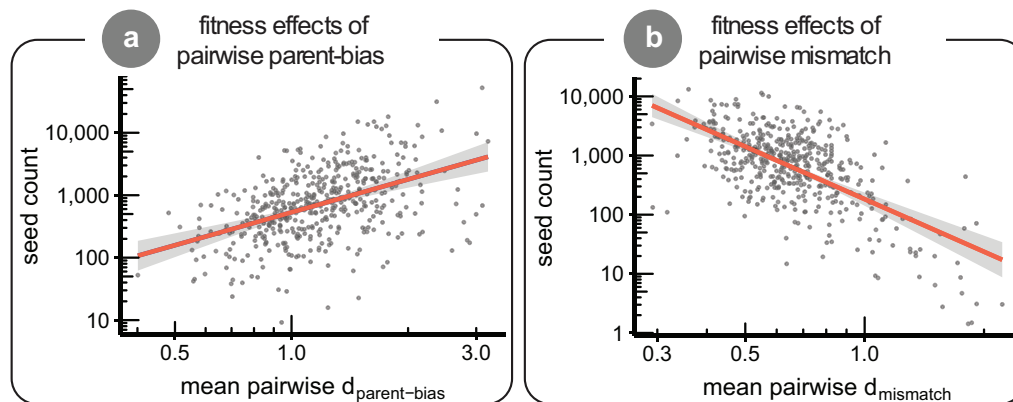 a
fitness effects of
pairwise parent-bias
seed count
10,000
1,000
100
10
0.5
1.0
3.0
mean pairwise d parent−bias
b
fitness effects of
pairwise mismatch
seed count
10,000
1,000
100
10
1
0.3
0.5
1.0
mean pairwise d mismatch